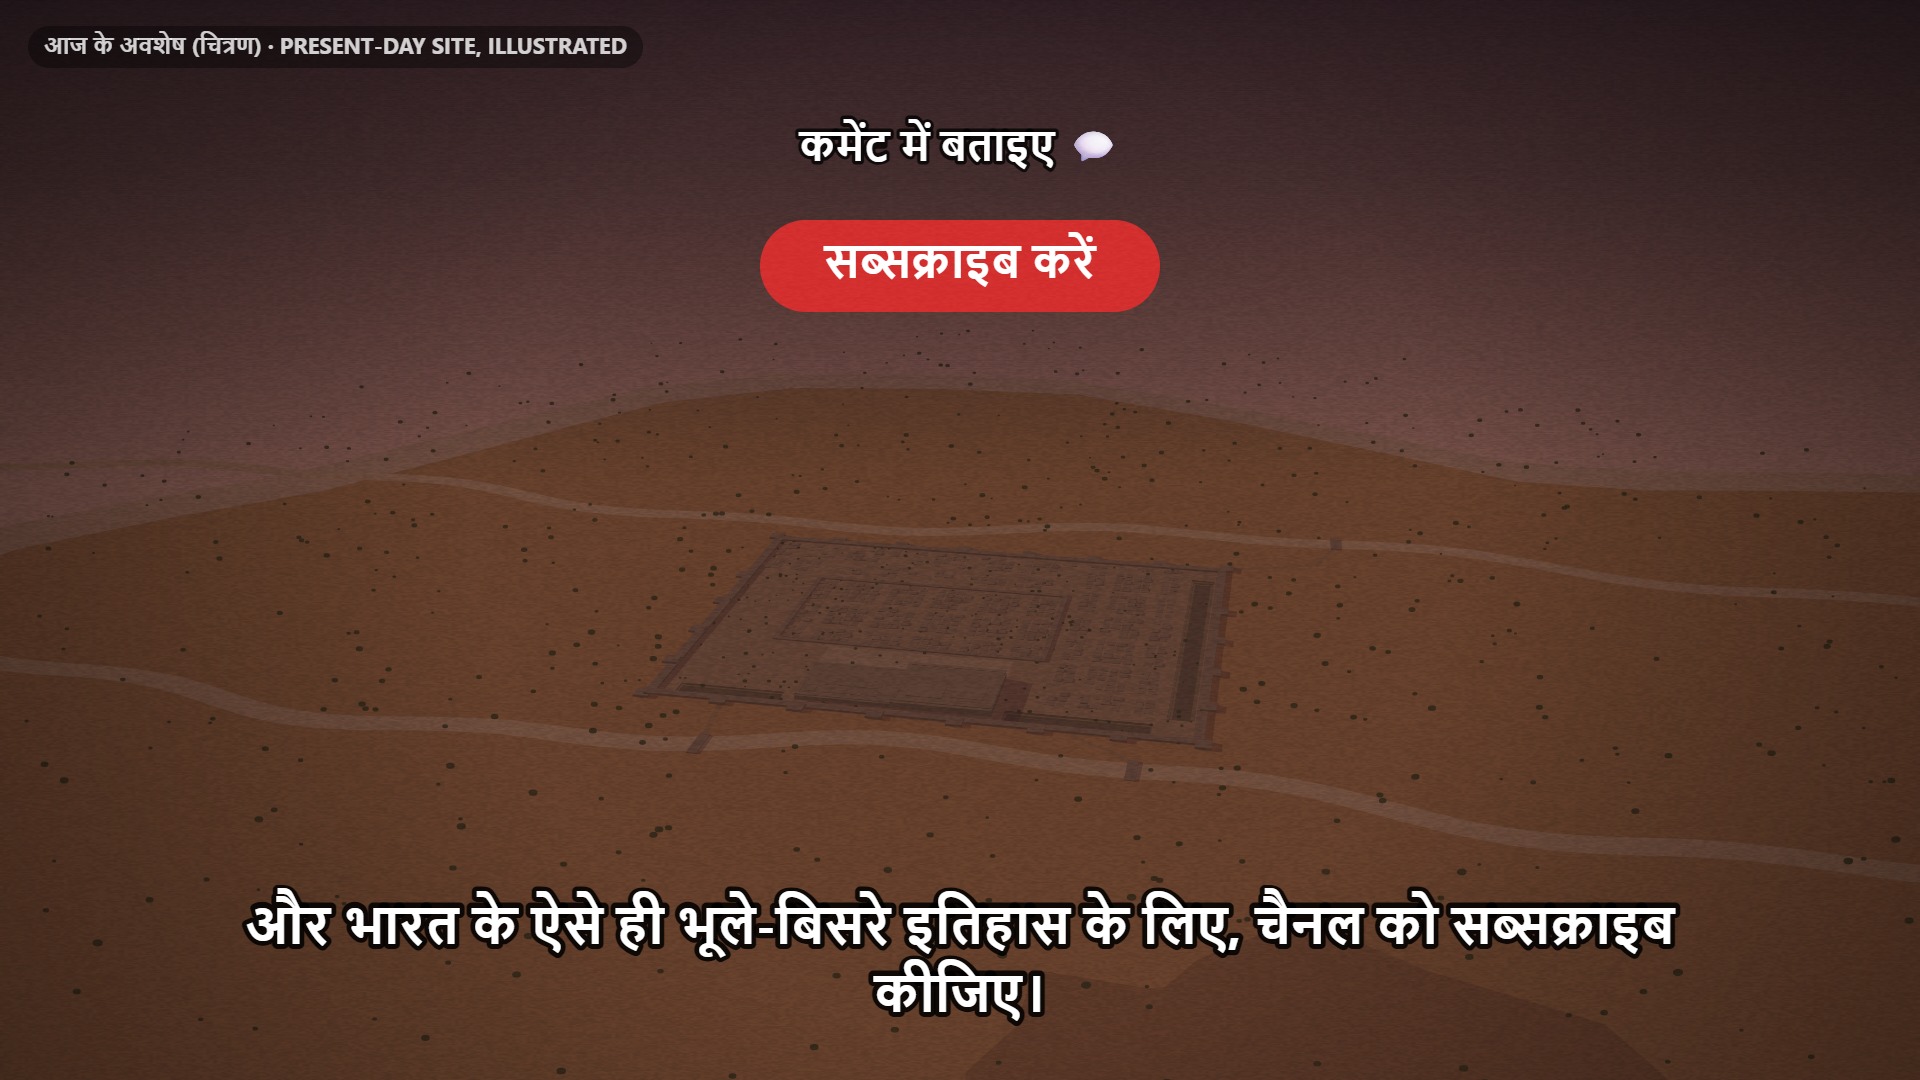 आज के अवशेष (चित्रण) · PRESENT-DAY SITE, ILLUSTRATED
कमेंट में बताइए
सब्सक्राइब करें
और भारत के ऐसे ही भूले-बिसरे इतिहास के लिए, चैनल को सब्सक्राइब
कीजिए।